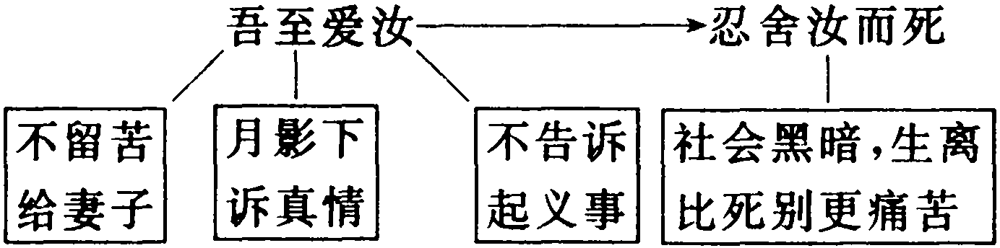 吾至爱汝 忍舍汝而死
不留苦
给妻子
月影下
诉真情
不告诉
起义事
社会黑暗,生离
比死别更痛苦